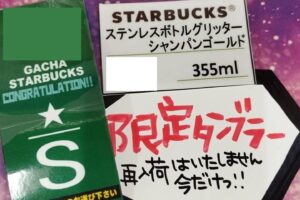 GACHA
STARBUCKS
CONGRATULATION!!
★
S
STARBUCKS®
ステンレスボトルグリッター
シャンパンゴールド
355ml
限定タンブラー
再入荷はいたしません
今だけっ!!